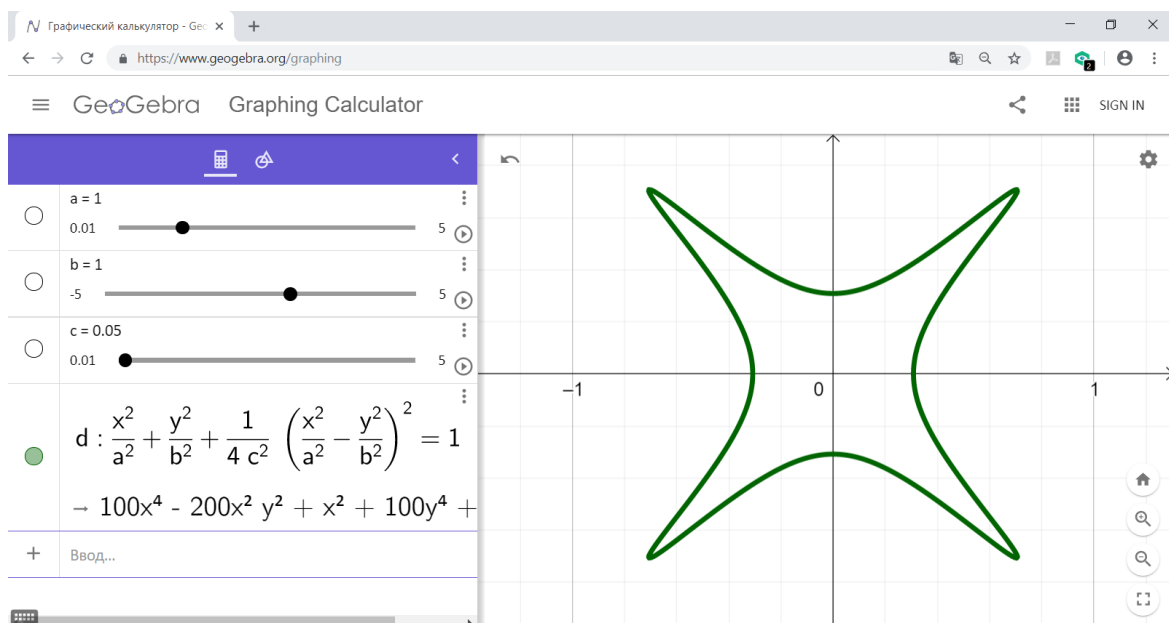 Графический калькулятор - Geo
https://www.geogebra.org/graphing
2
GeoGebra Graphing Calculator
SIGN IN
a = 1
0.01 5
b = 1
-5 5
c = 0.05
0.01 5
d : x²/a² + y²/b² + 1/(4 c²) (x²/a² − y²/b²)² = 1
→ 100x⁴ - 200x² y² + x² + 100y⁴ +
Ввод...
−1 0 1